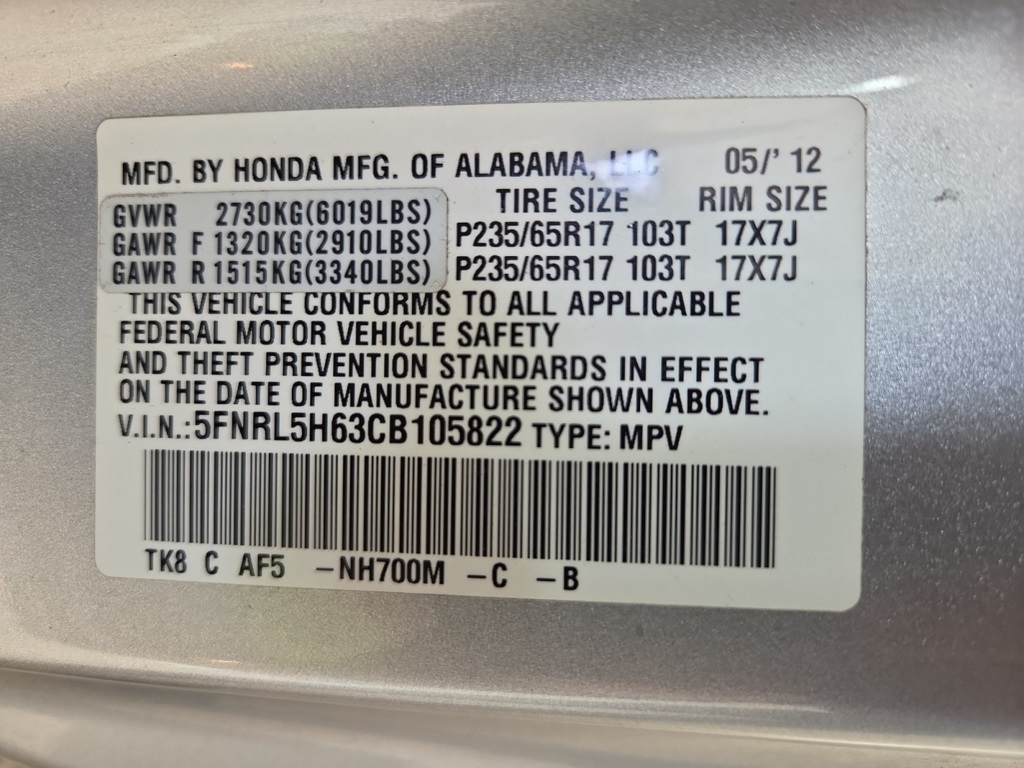 MFD. BY HONDA MFG. OF ALABAMA, LLC 05/' 12
TIRE SIZE RIM SIZE
GVWR 2730KG(6019LBS)
GAWR F 1320KG(2910LBS) P235/65R17 103T 17X7J
GAWR R 1515KG(3340LBS) P235/65R17 103T 17X7J
THIS VEHICLE CONFORMS TO ALL APPLICABLE
FEDERAL MOTOR VEHICLE SAFETY
AND THEFT PREVENTION STANDARDS IN EFFECT
ON THE DATE OF MANUFACTURE SHOWN ABOVE.
V.I.N.:5FNRL5H63CB105822 TYPE: MPV
TK8 C AF5 –NH700M –C –B